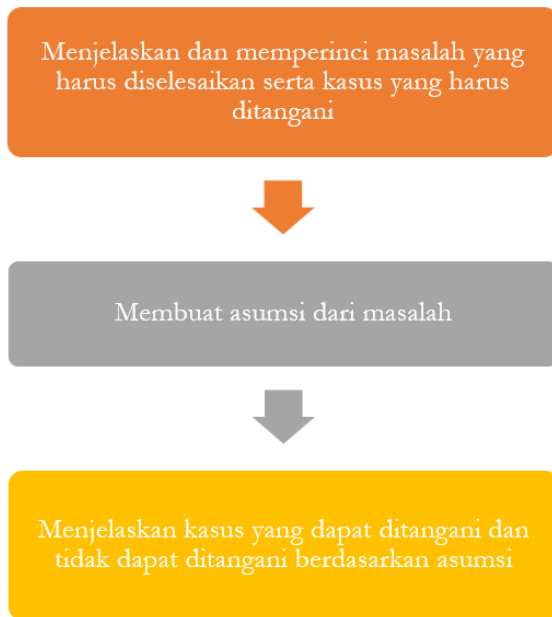 Menjelaskan dan memperinci masalah yang
harus diselesaikan serta kasus yang harus
ditangani
Membuat asumsi dari masalah
Menjelaskan kasus yang dapat ditangani dan
tidak dapat ditangani berdasarkan asumsi